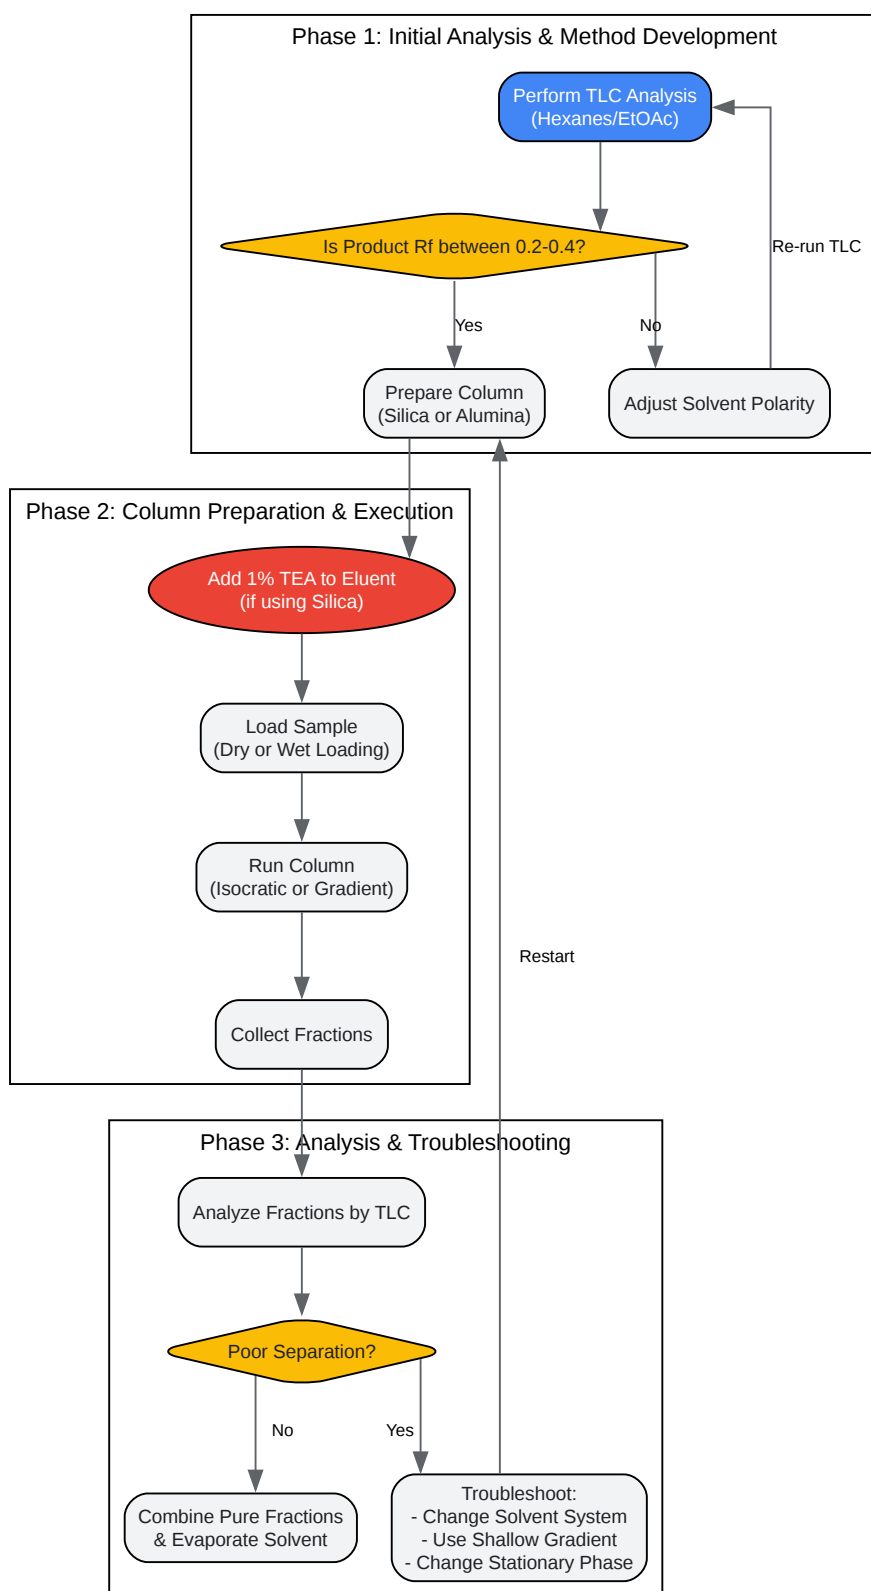 Phase 1: Initial Analysis & Method Development
Perform TLC Analysis
(Hexanes/EtOAc)
Is Product Rf between 0.2-0.4?
Re-run TLC
Yes
No
Prepare Column
(Silica or Alumina)
Adjust Solvent Polarity
Phase 2: Column Preparation & Execution
Add 1% TEA to Eluent
(if using Silica)
Load Sample
(Dry or Wet Loading)
Run Column
(Isocratic or Gradient)
Restart
Collect Fractions
Phase 3: Analysis & Troubleshooting
Analyze Fractions by TLC
Poor Separation?
No
Yes
Combine Pure Fractions
& Evaporate Solvent
Troubleshoot:
- Change Solvent System
- Use Shallow Gradient
- Change Stationary Phase